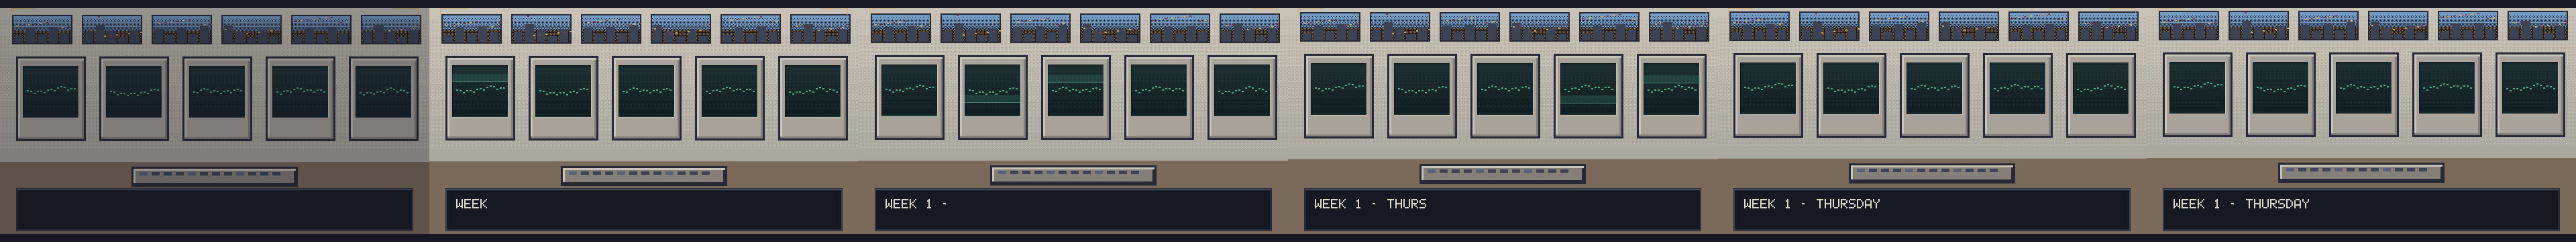 WEEK
WEEK 1 -
WEEK 1 - THURS
WEEK 1 - THURSDAY
WEEK 1 - THURSDAY